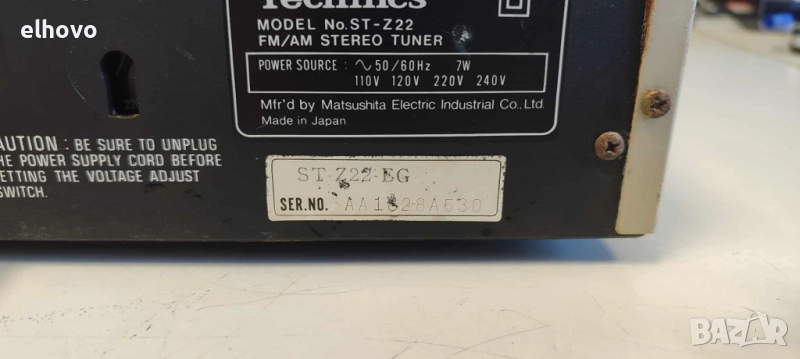 elhovo
Technics
MODEL No. ST-Z22
FM/AM STEREO TUNER
POWER SOURCE : ∿ 50/60Hz 7W
110V 120V 220V 240V
Mfr'd by Matsushita Electric Industrial Co., Ltd.
Made in Japan
AUTION : BE SURE TO UNPLUG
HE POWER SUPPLY CORD BEFORE
ETTING THE VOLTAGE ADJUST
SWITCH.
ST-Z22-EG
SER.NO.
BAZAR.bg